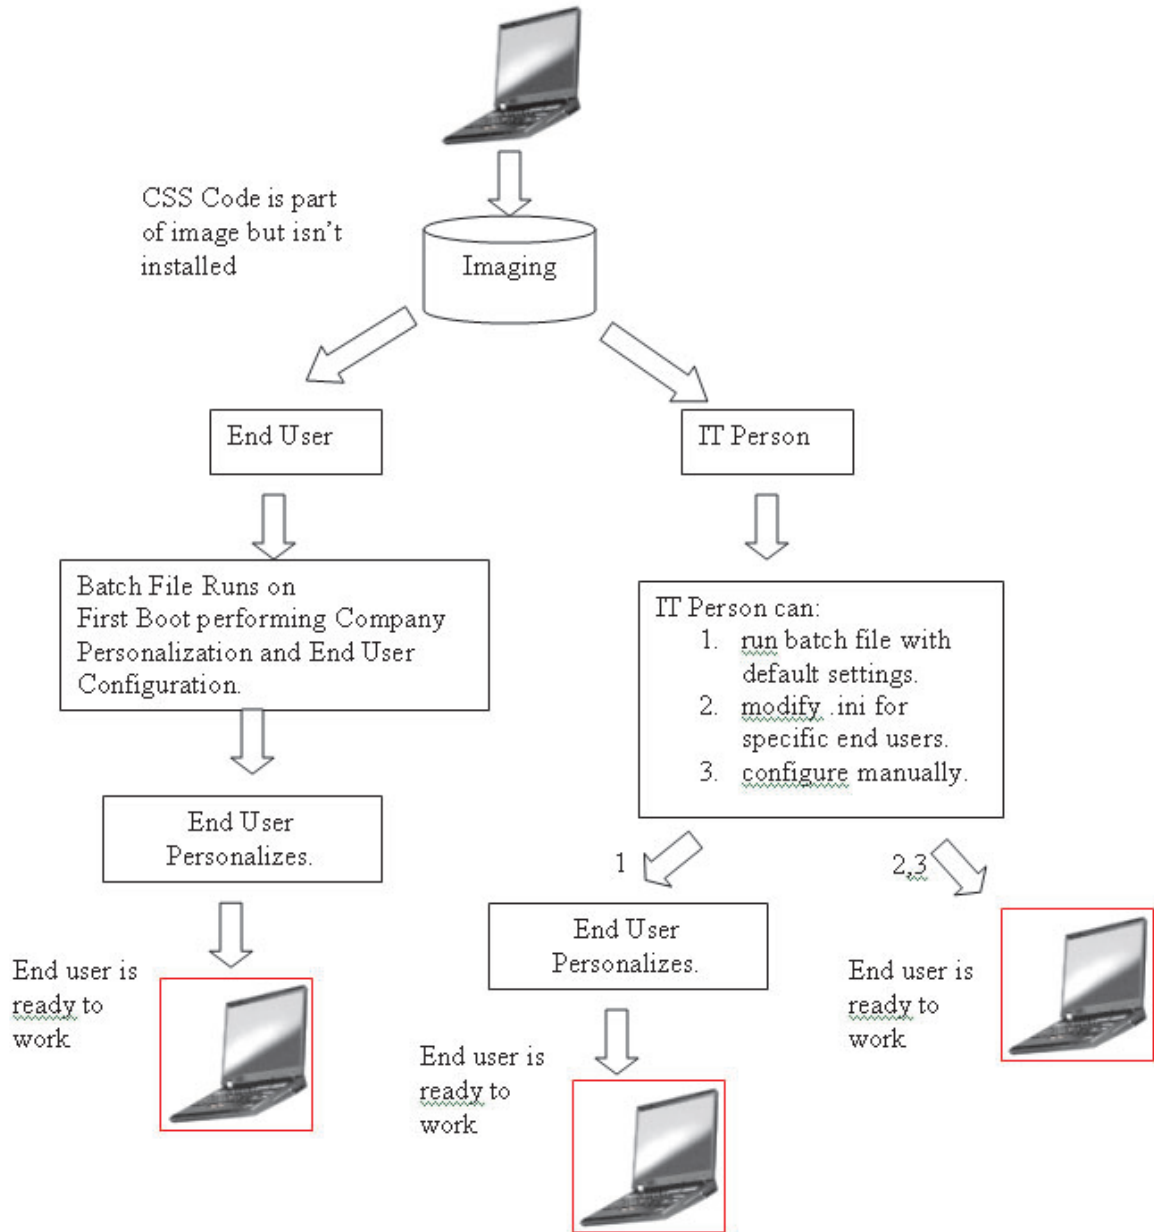 CSS Code is part
of image but isn't
installed
Imaging
End User
IT Person
Batch File Runs on
First Boot performing Company
Personalization and End User
Configuration.
IT Person can:
1. run batch file with
default settings.
2. modify .ini for
specific end users.
3. configure manually.
End User
Personalizes.
1
2,3
End User
Personalizes.
End user is
ready to
work
End user is
ready to
work
End user is
ready to
work